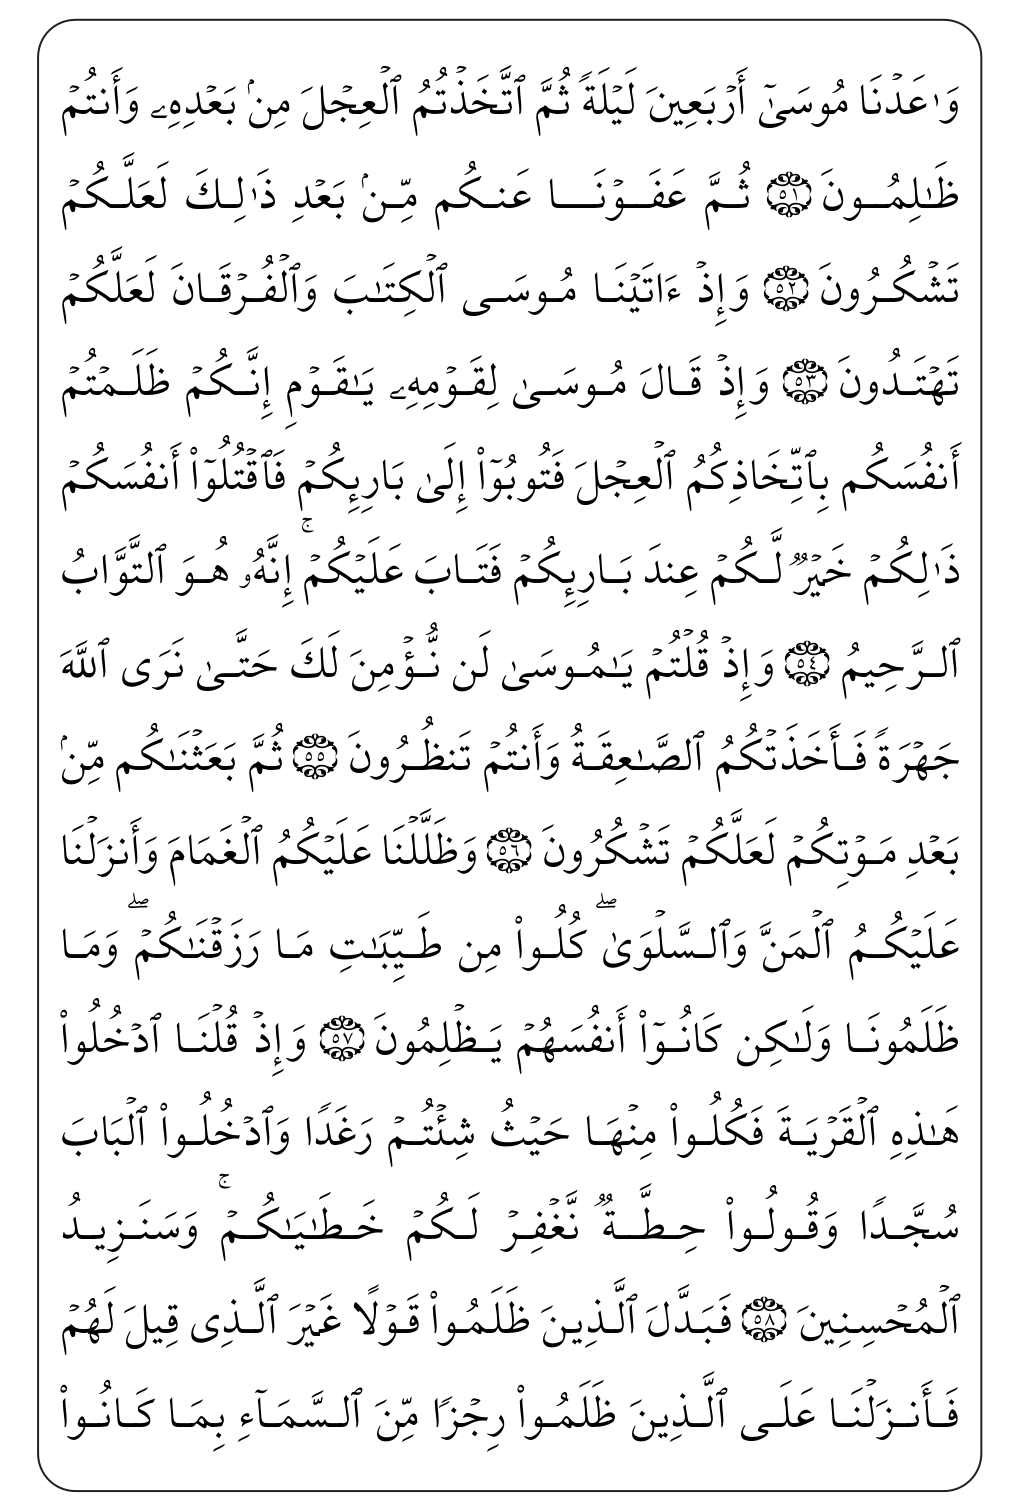 وَٰعَدۡنَا مُوسَىٰٓ أَرۡبَعِينَ لَيۡلَةٗ ثُمَّ ٱتَّخَذۡتُمُ ٱلۡعِجۡلَ مِنۢ بَعۡدِهِۦ وَأَنتُمۡ
ظَٰلِمُونَ ٥١ ثُمَّ عَفَوۡنَا عَنكُم مِّنۢ بَعۡدِ ذَٰلِكَ لَعَلَّكُمۡ
تَشۡكُرُونَ ٥٢ وَإِذۡ ءَاتَيۡنَا مُوسَى ٱلۡكِتَٰبَ وَٱلۡفُرۡقَانَ لَعَلَّكُمۡ
تَهۡتَدُونَ ٥٣ وَإِذۡ قَالَ مُوسَىٰ لِقَوۡمِهِۦ يَٰقَوۡمِ إِنَّكُمۡ ظَلَمۡتُمۡ
أَنفُسَكُم بِٱتِّخَاذِكُمُ ٱلۡعِجۡلَ فَتُوبُوٓاْ إِلَىٰ بَارِئِكُمۡ فَٱقۡتُلُوٓاْ أَنفُسَكُمۡ
ذَٰلِكُمۡ خَيۡرٞ لَّكُمۡ عِندَ بَارِئِكُمۡ فَتَابَ عَلَيۡكُمۡۚ إِنَّهُۥ هُوَ ٱلتَّوَّابُ
ٱلرَّحِيمُ ٥٤ وَإِذۡ قُلۡتُمۡ يَٰمُوسَىٰ لَن نُّؤۡمِنَ لَكَ حَتَّىٰ نَرَى ٱللَّهَ
جَهۡرَةٗ فَأَخَذَتۡكُمُ ٱلصَّٰعِقَةُ وَأَنتُمۡ تَنظُرُونَ ٥٥ ثُمَّ بَعَثۡنَٰكُم مِّنۢ
بَعۡدِ مَوۡتِكُمۡ لَعَلَّكُمۡ تَشۡكُرُونَ ٥٦ وَظَلَّلۡنَا عَلَيۡكُمُ ٱلۡغَمَامَ وَأَنزَلۡنَا
عَلَيۡكُمُ ٱلۡمَنَّ وَٱلسَّلۡوَىٰۖ كُلُواْ مِن طَيِّبَٰتِ مَا رَزَقۡنَٰكُمۡۖ وَمَا
ظَلَمُونَا وَلَٰكِن كَانُوٓاْ أَنفُسَهُمۡ يَظۡلِمُونَ ٥٧ وَإِذۡ قُلۡنَا ٱدۡخُلُواْ
هَٰذِهِ ٱلۡقَرۡيَةَ فَكُلُواْ مِنۡهَا حَيۡثُ شِئۡتُمۡ رَغَدٗا وَٱدۡخُلُواْ ٱلۡبَابَ
سُجَّدٗا وَقُولُواْ حِطَّةٞ نَّغۡفِرۡ لَكُمۡ خَطَٰيَٰكُمۡۚ وَسَنَزِيدُ
ٱلۡمُحۡسِنِينَ ٥٨ فَبَدَّلَ ٱلَّذِينَ ظَلَمُواْ قَوۡلًا غَيۡرَ ٱلَّذِى قِيلَ لَهُمۡ
فَأَنزَلۡنَا عَلَى ٱلَّذِينَ ظَلَمُواْ رِجۡزٗا مِّنَ ٱلسَّمَآءِ بِمَا كَانُواْ